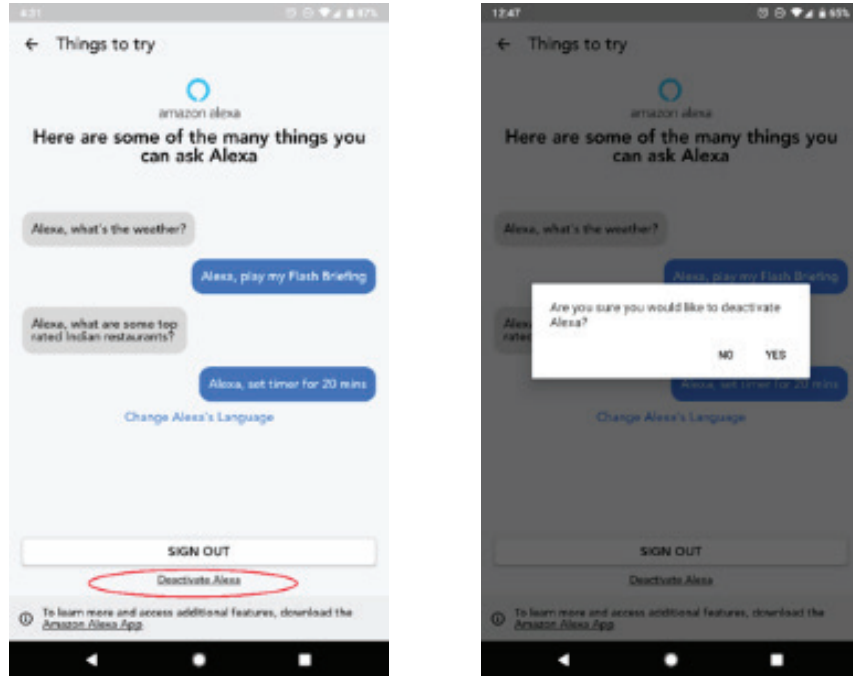 4:31
67%
Things to try
amazon alexa
Here are some of the many things you
can ask Alexa
Alexa, what's the weather?
Alexa, play my Flash Briefing
Alexa, what are some top
rated Indian restaurants?
Alexa, set timer for 20 mins
Change Alexa's Language
SIGN OUT
Deactivate Alexa
To learn more and access additional features, download the
Amazon Alexa App
12:47
65%
Things to try
amazon alexa
Here are some of the many things you
can ask Alexa
Alexa, what's the weather?
Alexa, play my Flash Briefing
Are you sure you would like to deactivate
Alexa?
NO YES
Alexa, set timer for 20 mins
Change Alexa's Language
SIGN OUT
Deactivate Alexa
To learn more and access additional features, download the
Amazon Alexa App